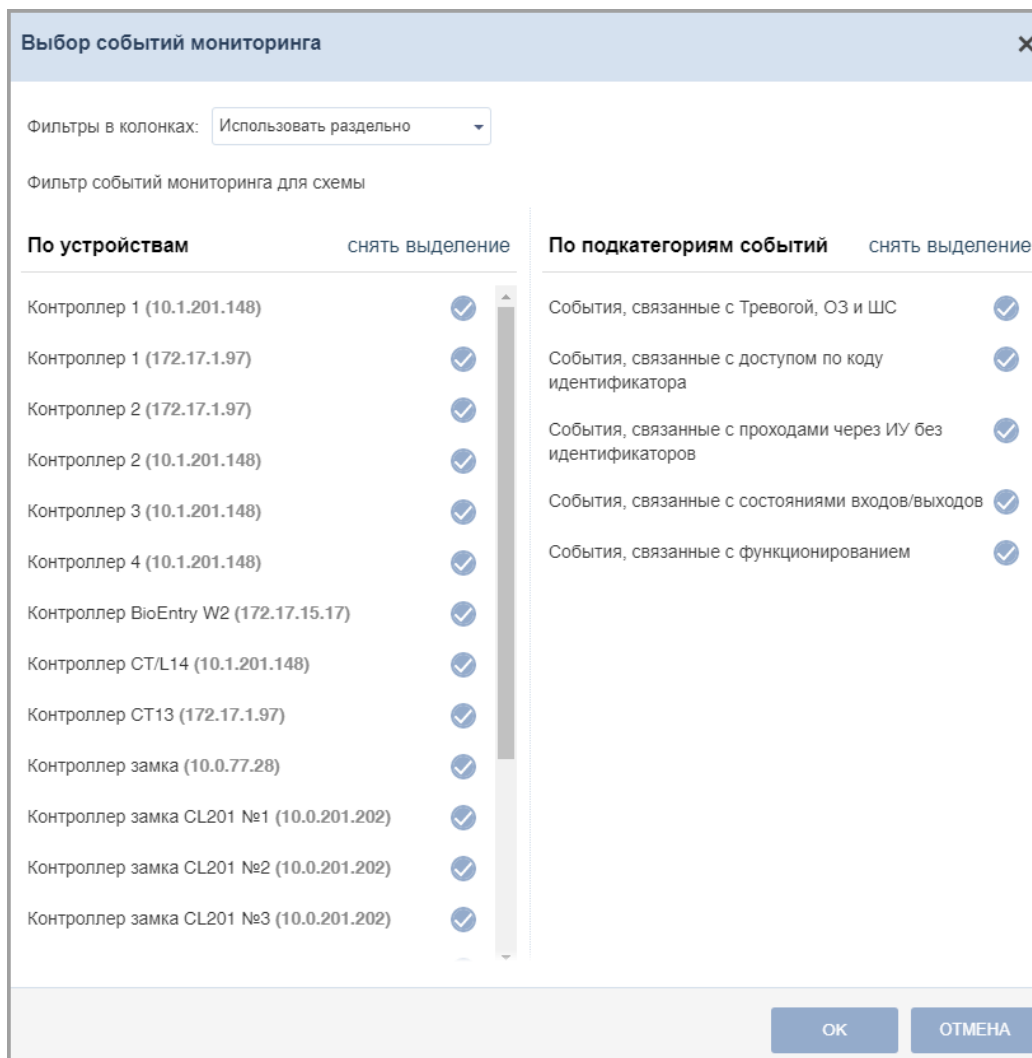 Выбор событий мониторинга
Фильтры в колонках: Использовать раздельно
Фильтр событий мониторинга для схемы
По устройствам снять выделение
Контроллер 1 (10.1.201.148)
Контроллер 1 (172.17.1.97)
Контроллер 2 (172.17.1.97)
Контроллер 2 (10.1.201.148)
Контроллер 3 (10.1.201.148)
Контроллер 4 (10.1.201.148)
Контроллер BioEntry W2 (172.17.15.17)
Контроллер CT/L14 (10.1.201.148)
Контроллер CT13 (172.17.1.97)
Контроллер замка (10.0.77.28)
Контроллер замка CL201 №1 (10.0.201.202)
Контроллер замка CL201 №2 (10.0.201.202)
Контроллер замка CL201 №3 (10.0.201.202)
По подкатегориям событий снять выделение
События, связанные с Тревогой, ОЗ и ШС
События, связанные с доступом по коду
идентификатора
События, связанные с проходами через ИУ без
идентификаторов
События, связанные с состояниями входов/выходов
События, связанные с функционированием
ОК ОТМЕНА